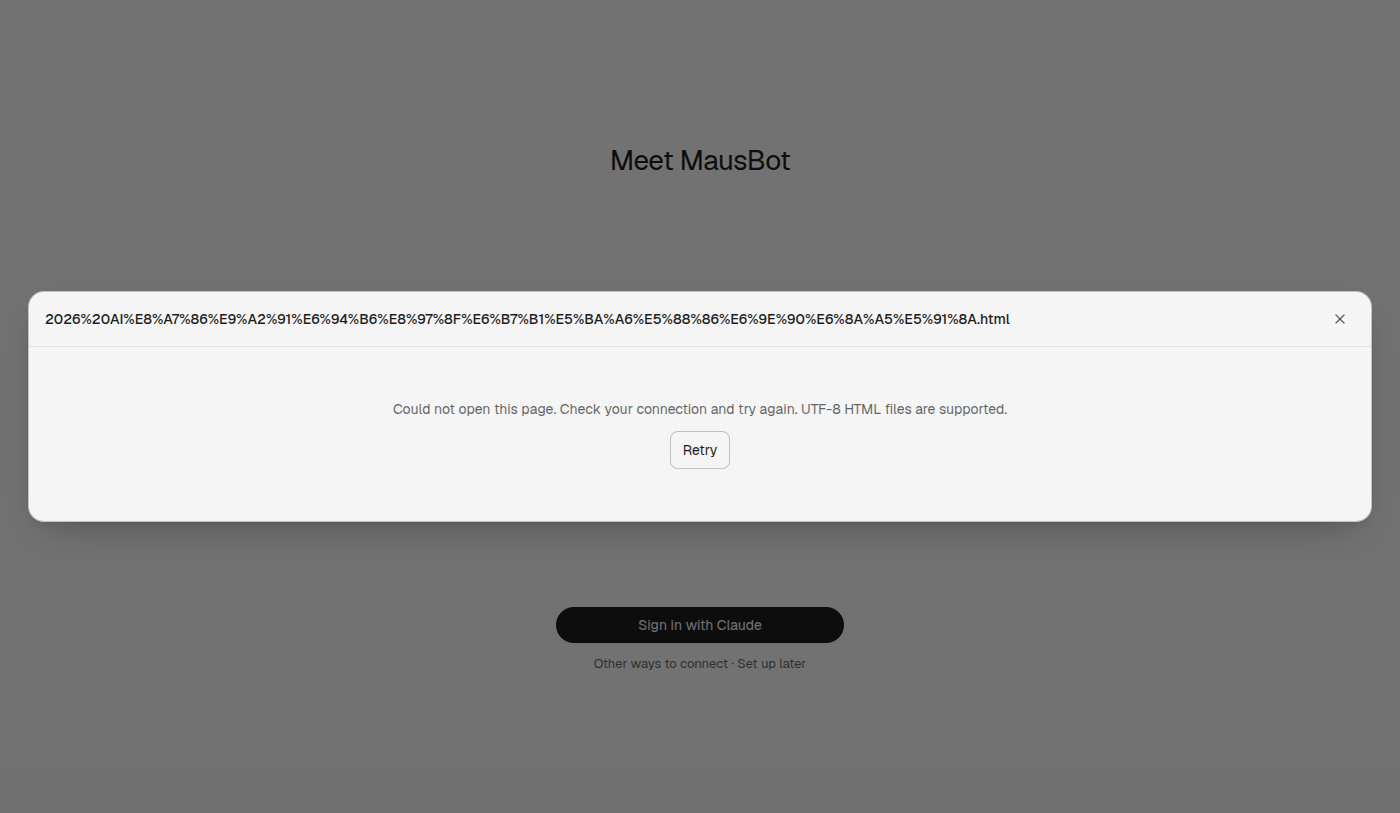 Meet MausBot
2026%20AI%E8%A7%86%E9%A2%91%E6%94%B6%E8%97%8F%E6%B7%B1%E5%BA%A6%E5%88%86%E6%9E%90%E6%8A%A5%E5%91%8A.html
Could not open this page. Check your connection and try again. UTF-8 HTML files are supported.
Retry
Sign in with Claude
Other ways to connect · Set up later